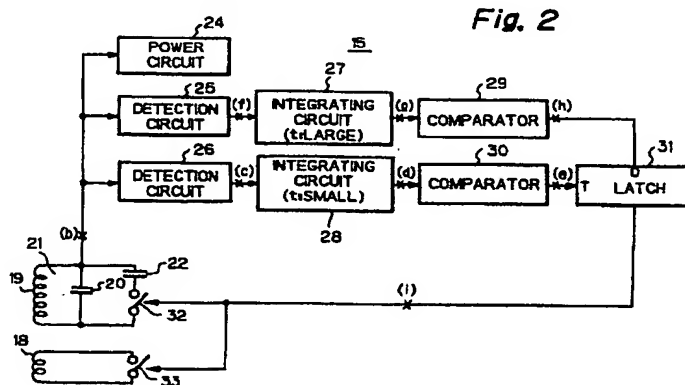 Fig. 2
15
24
POWER
CIRCUIT
25
DETECTION
CIRCUIT
(f)
27
INTEGRATING
CIRCUIT
(t:LARGE)
(g)
29
COMPARATOR
(h)
26
DETECTION
CIRCUIT
(c)
INTEGRATING
CIRCUIT
(t:SMALL)
28
(d)
30
COMPARATOR
(e)
31
D
T LATCH
(b)
21
22
19
20
32
(i)
18
33